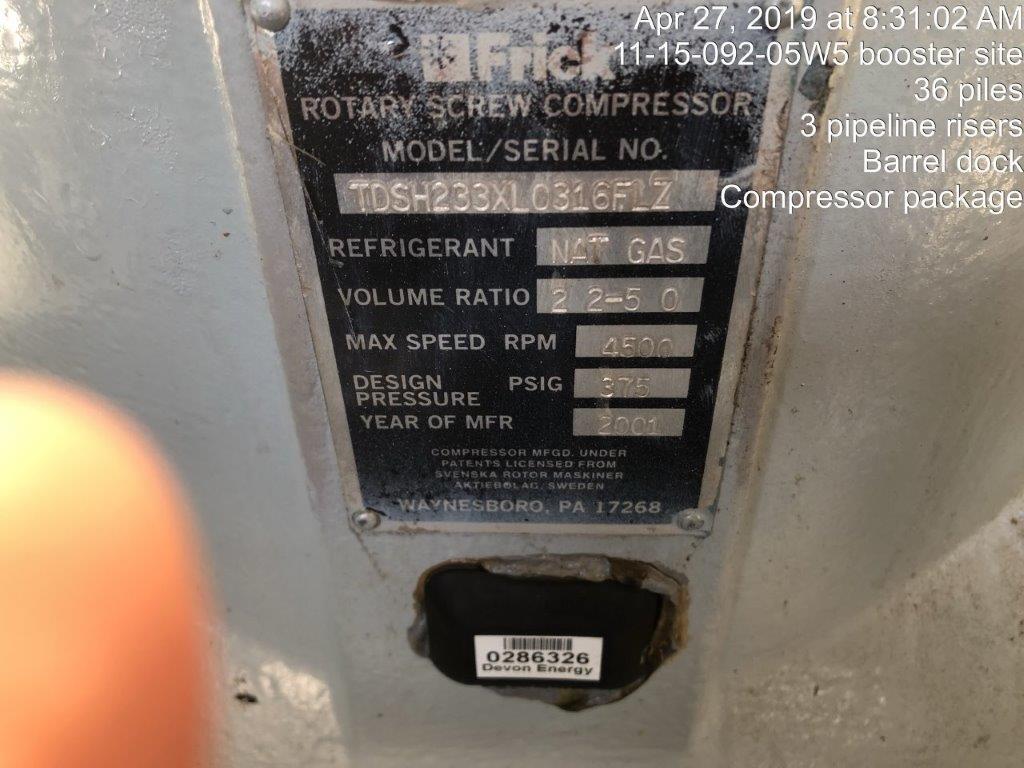 Apr 27, 2019 at 8:31:02 AM
11-15-092-05W5 booster site
36 piles
3 pipeline risers
Barrel dock
Compressor package
Frick
ROTARY SCREW COMPRESSOR
MODEL/SERIAL NO.
TDSH233XL0316FLZ
REFRIGERANT NAT GAS
VOLUME RATIO 2 2-5 0
MAX SPEED RPM 4500
DESIGN PRESSURE PSIG 375
YEAR OF MFR 2001
COMPRESSOR MFGD. UNDER
PATENTS LICENSED FROM
SVENSKA ROTOR MASKINER
AKTIEBOLAG, SWEDEN
WAYNESBORO, PA 17268
0286326
Devon Energy